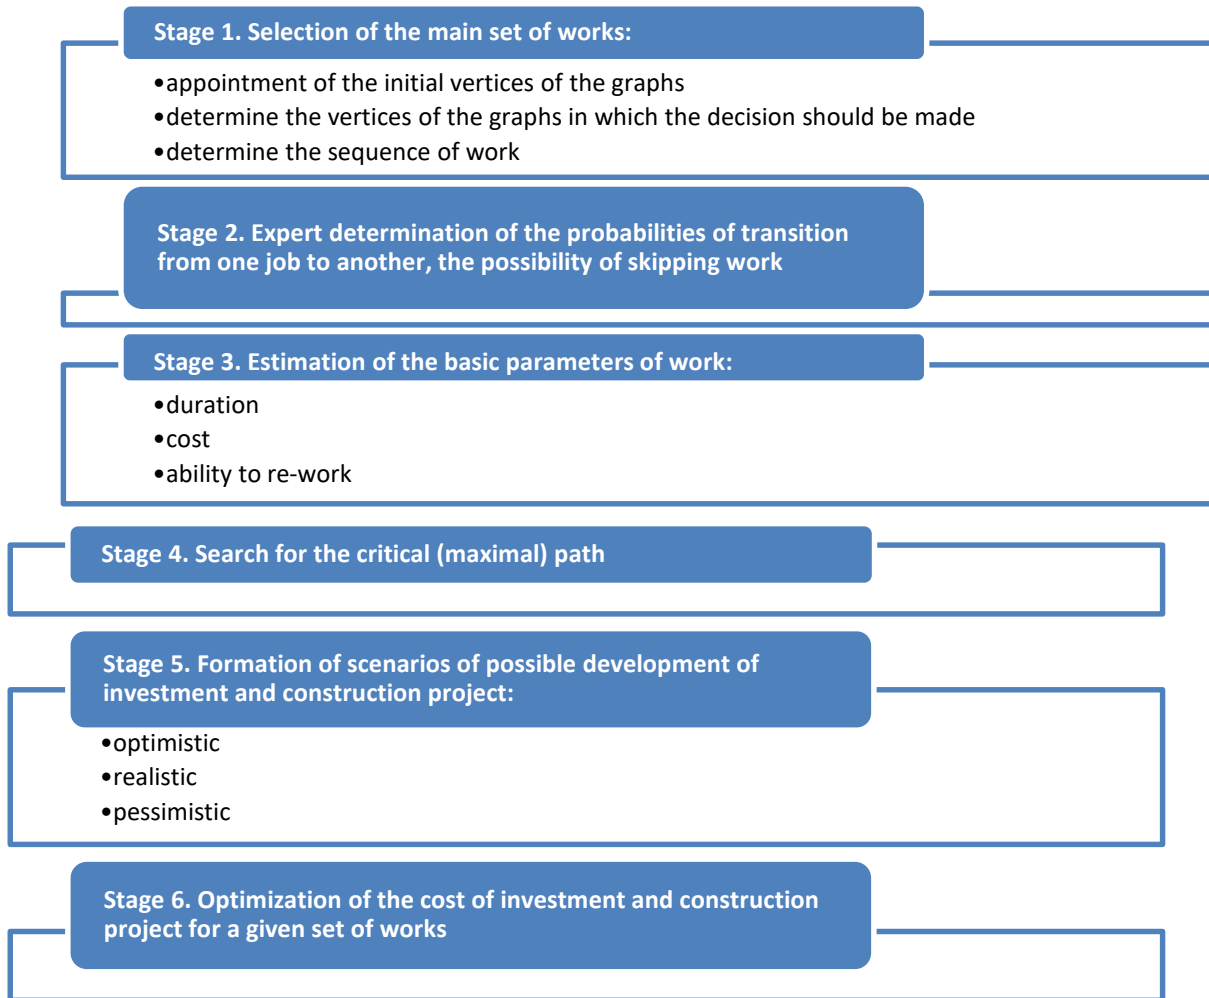 Stage 1. Selection of the main set of works:
•appointment of the initial vertices of the graphs
•determine the vertices of the graphs in which the decision should be made
•determine the sequence of work
Stage 2. Expert determination of the probabilities of transition
from one job to another, the possibility of skipping work
Stage 3. Estimation of the basic parameters of work:
•duration
•cost
•ability to re-work
Stage 4. Search for the critical (maximal) path
Stage 5. Formation of scenarios of possible development of
investment and construction project:
•optimistic
•realistic
•pessimistic
Stage 6. Optimization of the cost of investment and construction
project for a given set of works